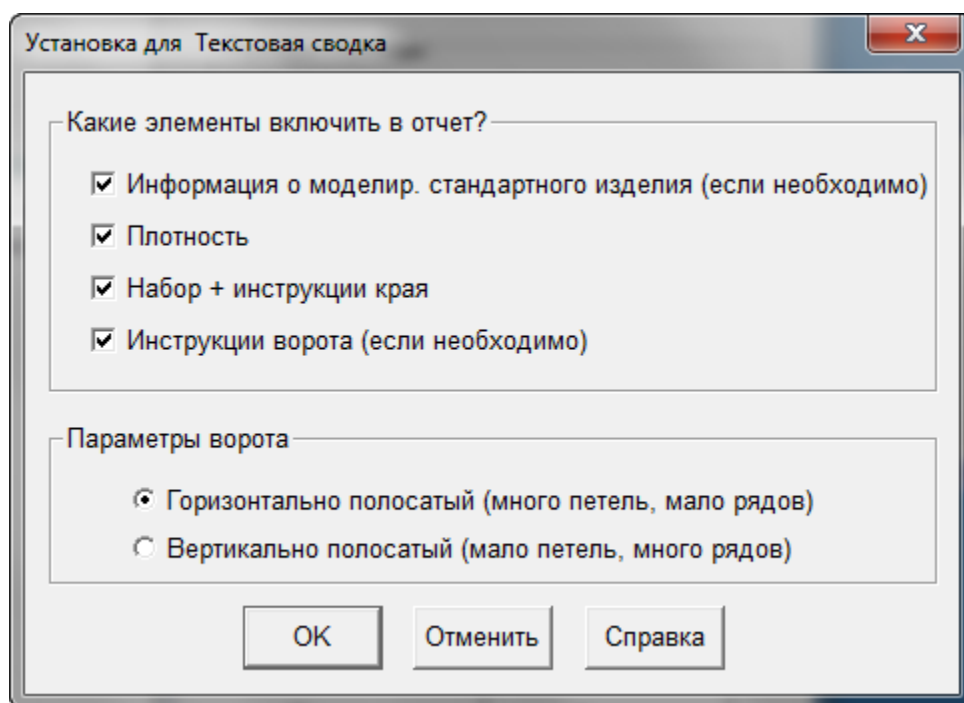 Установка для Текстовая сводка
Какие элементы включить в отчет?
Информация о моделир. стандартного изделия (если необходимо)
Плотность
Набор + инструкции края
Инструкции ворота (если необходимо)
Параметры ворота
Горизонтально полосатый (много петель, мало рядов)
Вертикально полосатый (мало петель, много рядов)
OK Отменить Справка